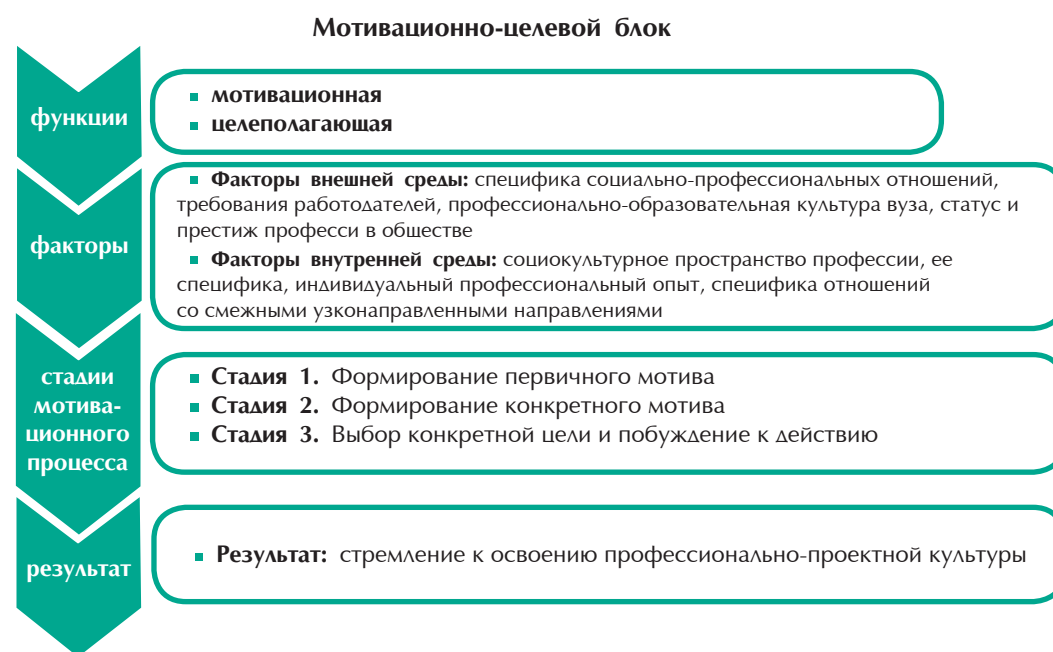 Мотивационно-целевой блок
функции
▪ мотивационная
▪ целеполагающая
факторы
▪ Факторы внешней среды: специфика социально-профессиональных отношений,
требования работодателей, профессионально-образовательная культура вуза, статус и
престиж професси в обществе
▪ Факторы внутренней среды: социокультурное пространство профессии, ее
специфика, индивидуальный профессиональный опыт, специфика отношений
со смежными узконаправленными направлениями
стадии
мотива-
ционного
процесса
▪ Стадия 1. Формирование первичного мотива
▪ Стадия 2. Формирование конкретного мотива
▪ Стадия 3. Выбор конкретной цели и побуждение к действию
результат
▪ Результат: стремление к освоению профессионально-проектной культуры